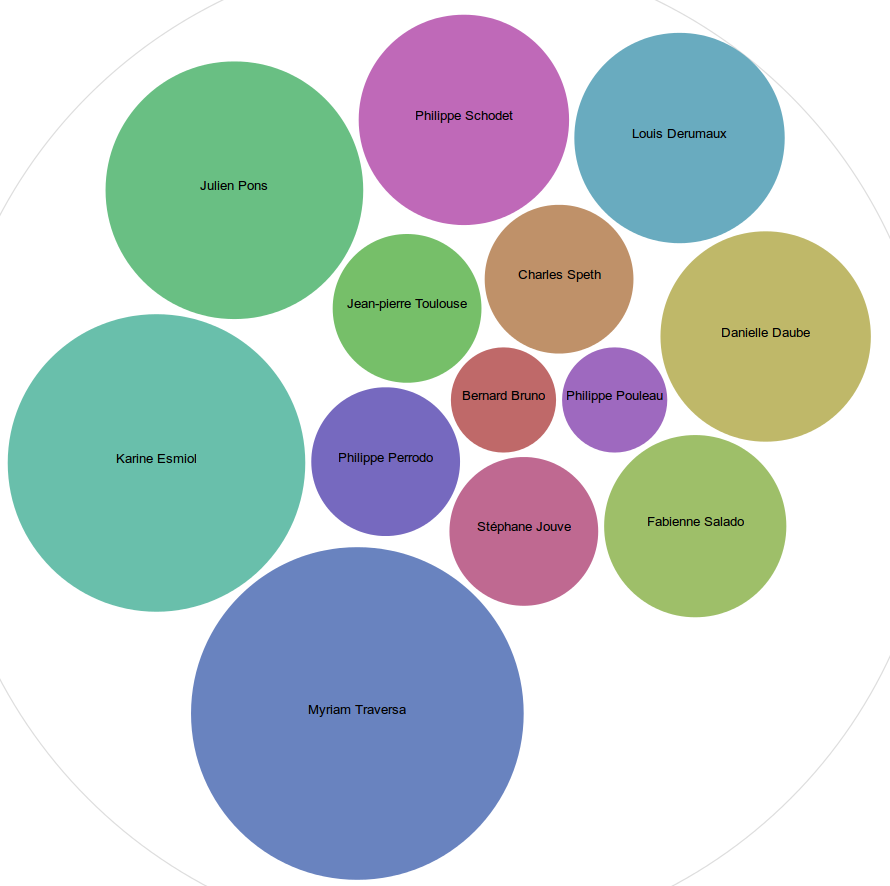 Philippe Schodet
Louis Derumaux
Julien Pons
Charles Speth
Jean-pierre Toulouse
Danielle Daube
Bernard Bruno
Philippe Pouleau
Karine Esmiol
Philippe Perrodo
Stéphane Jouve
Fabienne Salado
Myriam Traversa